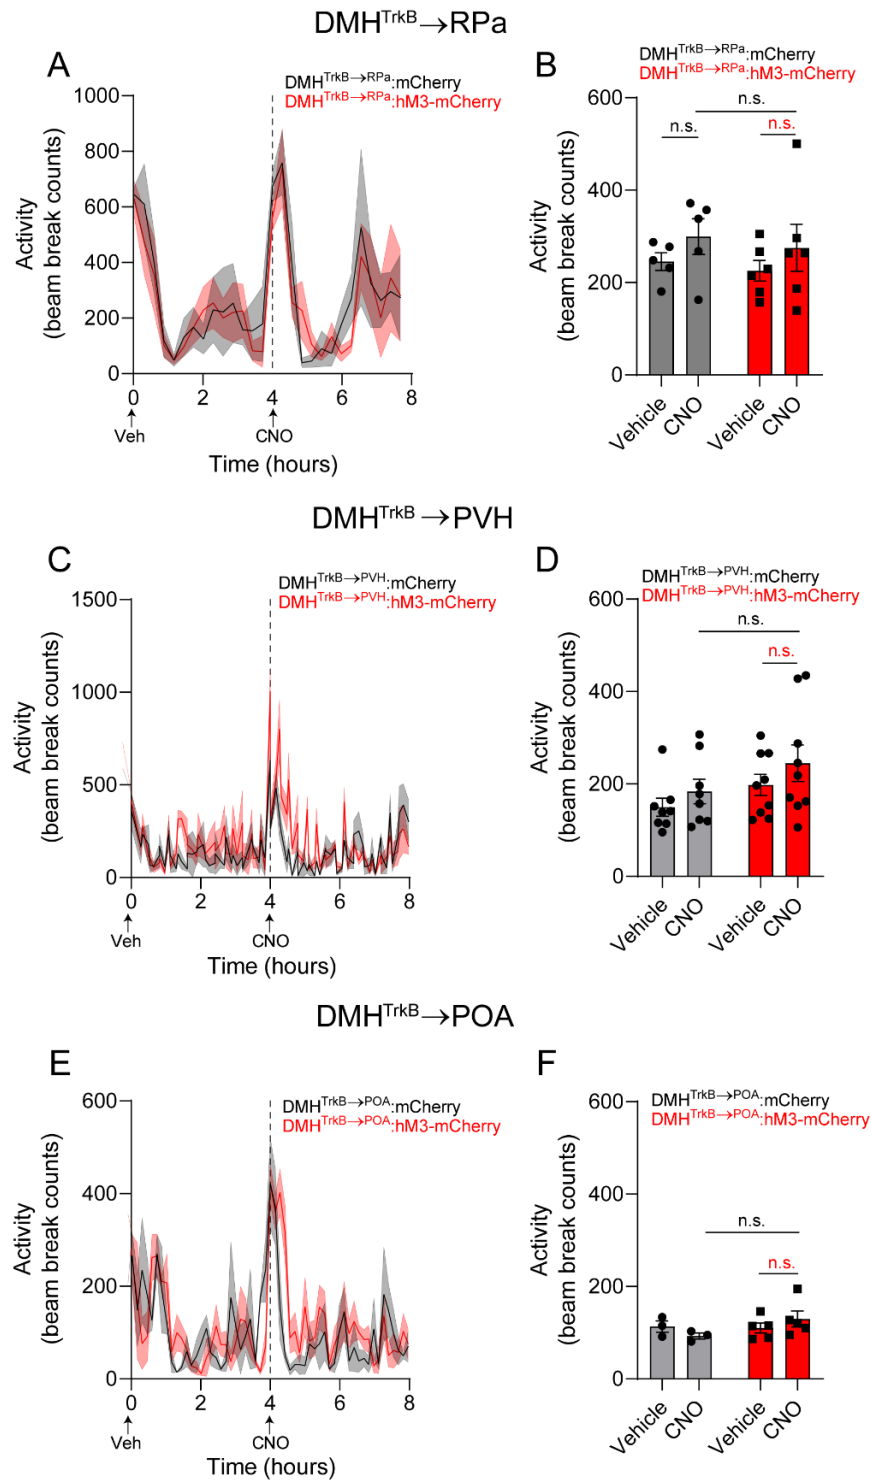 DMHTrkB→RPa
A
DMHTrkB→RPa:mCherry
DMHTrkB→RPa:hM3-mCherry
1000
800
600
400
200
0
Activity
(beam break counts)
0 2 4 6 8
Veh CNO
Time (hours)
B
DMHTrkB→RPa:mCherry
DMHTrkB→RPa:hM3-mCherry
600
400
200
0
Activity
(beam break counts)
n.s.
n.s. n.s.
Vehicle CNO Vehicle CNO
DMHTrkB→PVH
C
DMHTrkB→PVH:mCherry
DMHTrkB→PVH:hM3-mCherry
1500
1000
500
0
Activity
(beam break counts)
0 2 4 6 8
Veh CNO
Time (hours)
D
DMHTrkB→PVH:mCherry
DMHTrkB→PVH:hM3-mCherry
600
400
200
0
Activity
(beam break counts)
n.s.
n.s.
Vehicle CNO Vehicle CNO
DMHTrkB→POA
E
DMHTrkB→POA:mCherry
DMHTrkB→POA:hM3-mCherry
600
400
200
0
Activity
(beam break counts)
0 2 4 6 8
Veh CNO
Time (hours)
F
DMHTrkB→POA:mCherry
DMHTrkB→POA:hM3-mCherry
600
400
200
0
Activity
(beam break counts)
n.s.
n.s.
Vehicle CNO Vehicle CNO